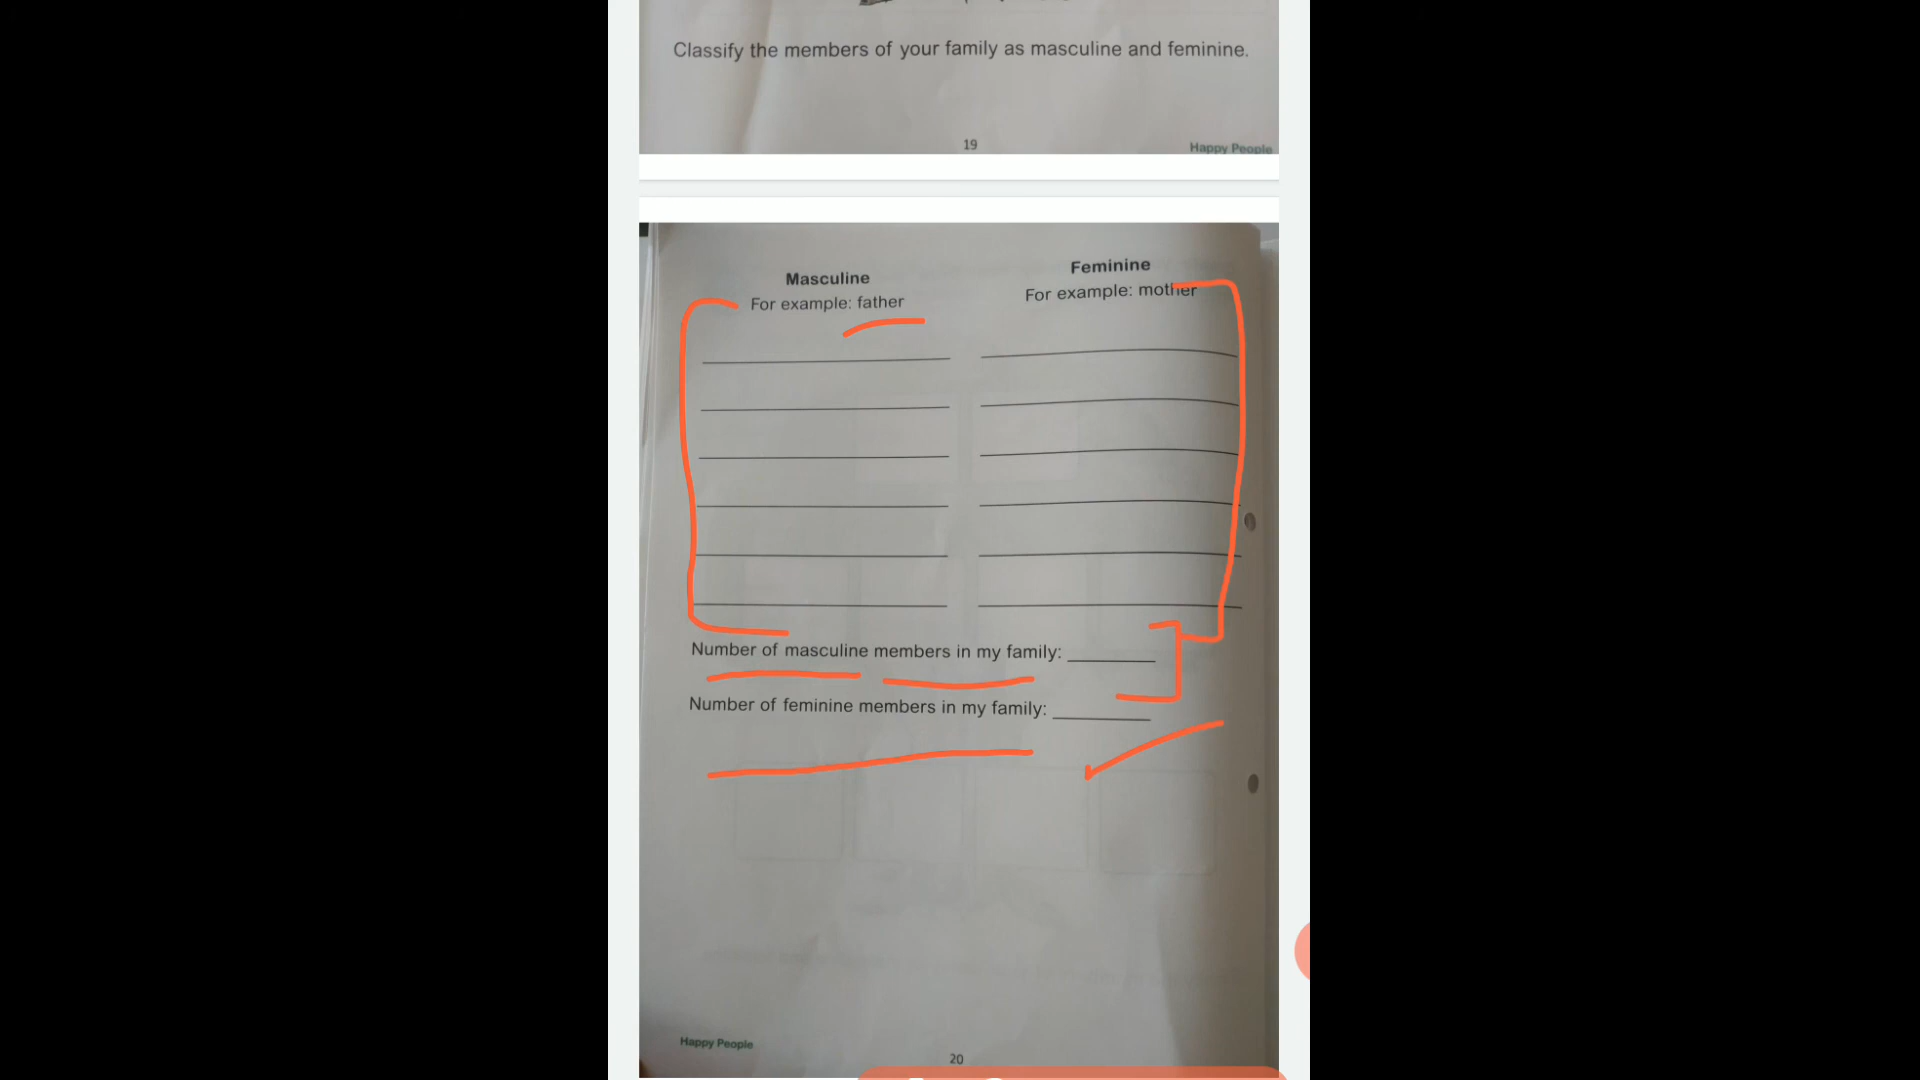 Classify the members of your family as masculine and feminine.
19
Happy People
Masculine
Feminine
For example: father
For example: mother
Number of masculine members in my family:
Number of feminine members in my family:
Happy People
20